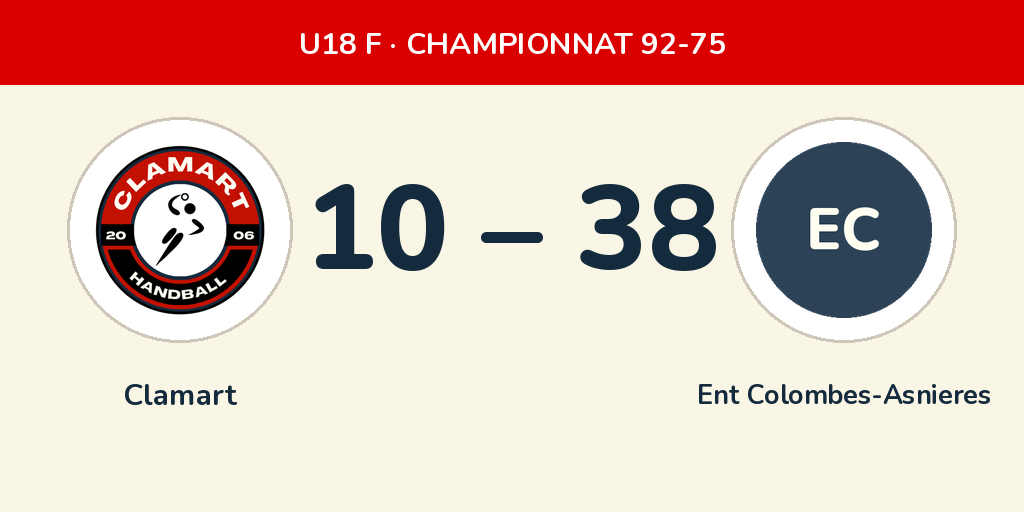 U18 F · CHAMPIONNAT 92-75
CLAMART
20 06
HANDBALL
10 – 38
EC
Clamart
Ent Colombes-Asnieres